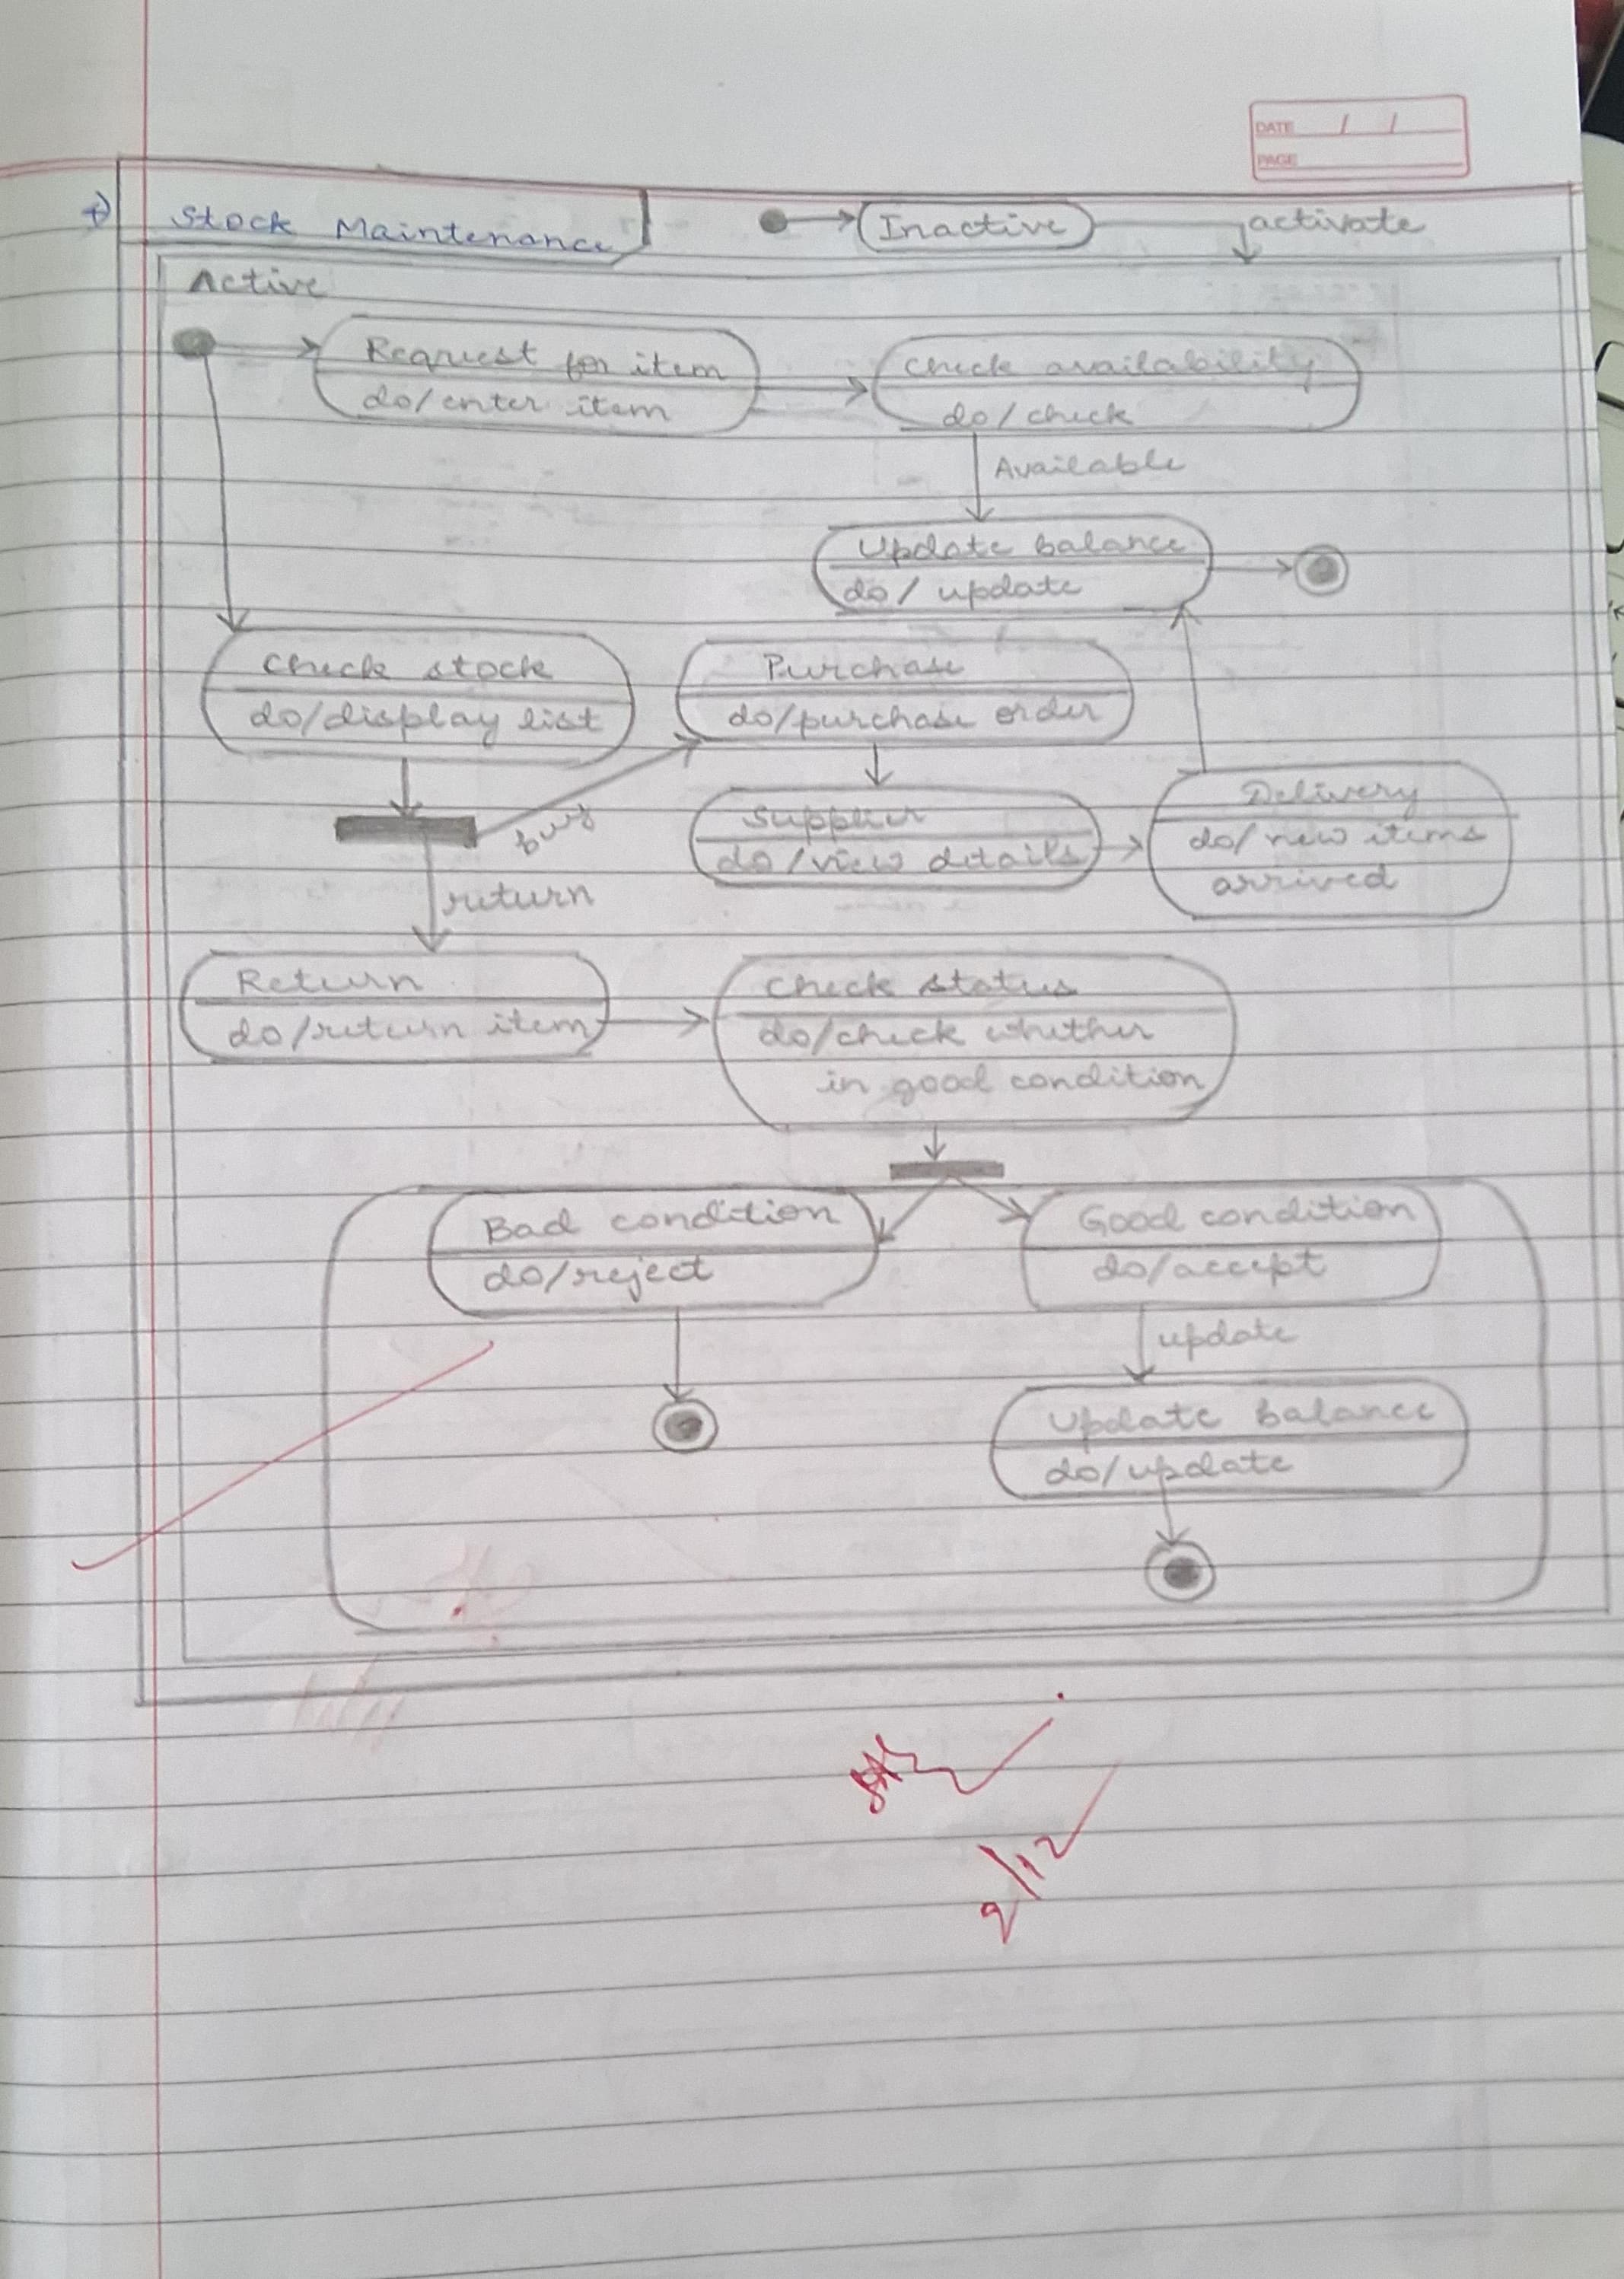 DATE / /
PAGE
Stock Maintenance
Inactive
activate
Active
Request for item
do/enter item
Check availability
do/check
Available
Update balance
do/ update
Check stock
do/display list
Purchase
do/purchase order
buy
Supplier
do/view details
Delivery
do/new items
arrived
return
Return
do/return item
Check status
do/check whether
in good condition
Bad condition
do/reject
Good condition
do/accept
update
Update balance
do/update
2/12